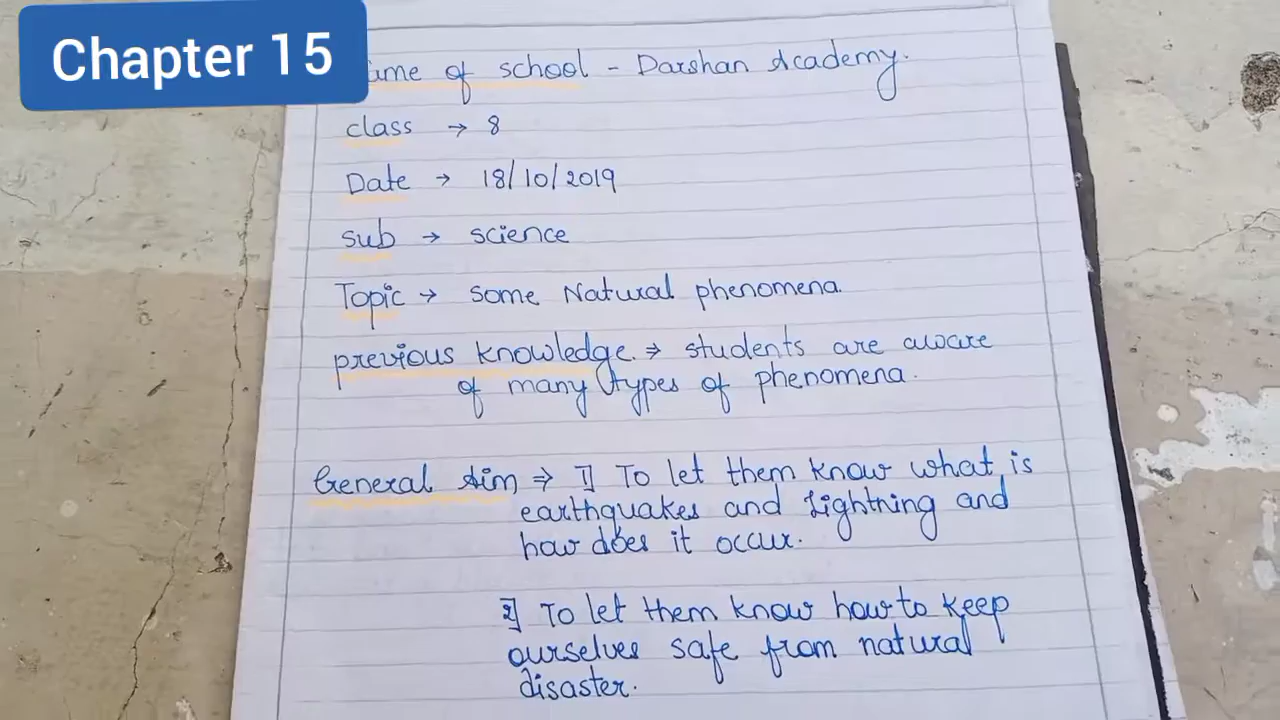 Chapter 15
ame of school - Darshan Academy.
class → 8
Date → 18/10/2019
sub → science
Topic → some Natural phenomena.
previous knowledge. ⇒ students are aware
of many types of phenomena.
General Aim ⇒ 1] To let them know what is
earthquakes and Lightning and
how does it occur.
2] To let them know how to keep
ourselves safe from natural
disaster.